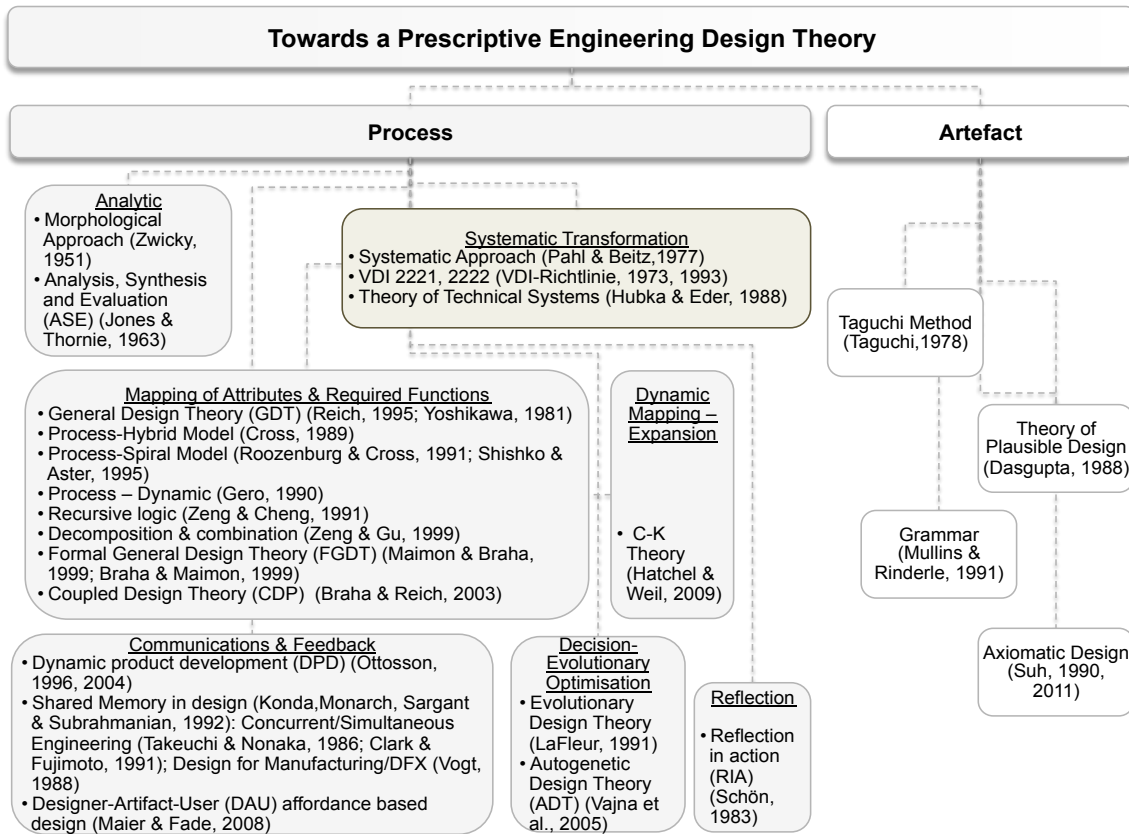 Towards a Prescriptive Engineering Design Theory
Process
Artefact
Analytic
• Morphological
Approach (Zwicky,
1951)
• Analysis, Synthesis
and Evaluation
(ASE) (Jones &
Thornie, 1963)
Systematic Transformation
• Systematic Approach (Pahl & Beitz,1977)
• VDI 2221, 2222 (VDI-Richtlinie, 1973, 1993)
• Theory of Technical Systems (Hubka & Eder, 1988)
Taguchi Method
(Taguchi,1978)
Mapping of Attributes & Required Functions
• General Design Theory (GDT) (Reich, 1995; Yoshikawa, 1981)
• Process-Hybrid Model (Cross, 1989)
• Process-Spiral Model (Roozenburg & Cross, 1991; Shishko &
Aster, 1995)
• Process – Dynamic (Gero, 1990)
• Recursive logic (Zeng & Cheng, 1991)
• Decomposition & combination (Zeng & Gu, 1999)
• Formal General Design Theory (FGDT) (Maimon & Braha,
1999; Braha & Maimon, 1999)
• Coupled Design Theory (CDP) (Braha & Reich, 2003)
Dynamic
Mapping –
Expansion
• C-K
Theory
(Hatchel &
Weil, 2009)
Theory of
Plausible Design
(Dasgupta, 1988)
Grammar
(Mullins &
Rinderle, 1991)
Communications & Feedback
• Dynamic product development (DPD) (Ottosson,
1996, 2004)
• Shared Memory in design (Konda,Monarch, Sargant
& Subrahmanian, 1992): Concurrent/Simultaneous
Engineering (Takeuchi & Nonaka, 1986; Clark &
Fujimoto, 1991); Design for Manufacturing/DFX (Vogt,
1988)
• Designer-Artifact-User (DAU) affordance based
design (Maier & Fade, 2008)
Decision-
Evolutionary
Optimisation
• Evolutionary
Design Theory
(LaFleur, 1991)
• Autogenetic
Design Theory
(ADT) (Vajna et
al., 2005)
Reflection
• Reflection
in action
(RIA)
(Schön,
1983)
Axiomatic Design
(Suh, 1990,
2011)